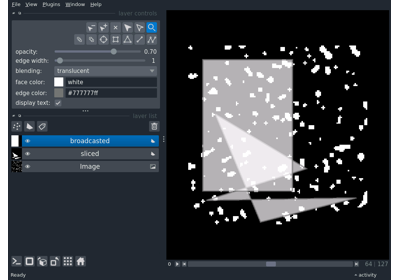 File View Plugins Window Help
layer controls
opacity: 0.70
edge width: 1
blending: translucent
face color: white
edge color: #777777ff
display text:
layer list
broadcasted
sliced
Image
64 127
Ready
activity